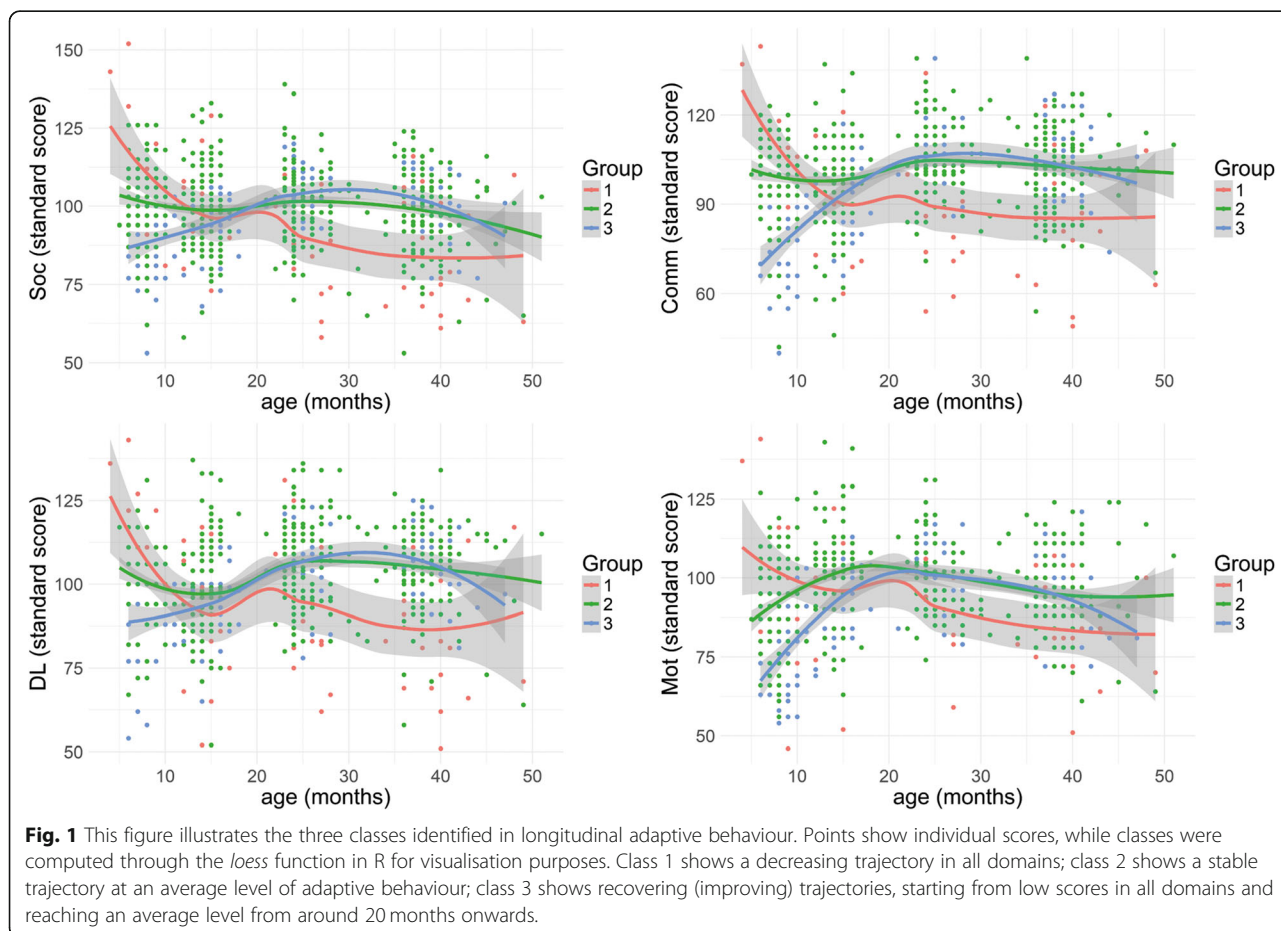 150
125
100
75
50
Soc (standard score)
10 20 30 40 50
age (months)
Group
1
2
3
120
90
60
Comm (standard score)
10 20 30 40 50
age (months)
Group
1
2
3
125
100
75
50
DL (standard score)
10 20 30 40 50
age (months)
Group
1
2
3
125
100
75
50
Mot (standard score)
10 20 30 40 50
age (months)
Group
1
2
3
Fig. 1 This figure illustrates the three classes identified in longitudinal adaptive behaviour. Points show individual scores, while classes were
computed through the loess function in R for visualisation purposes. Class 1 shows a decreasing trajectory in all domains; class 2 shows a stable
trajectory at an average level of adaptive behaviour; class 3 shows recovering (improving) trajectories, starting from low scores in all domains and
reaching an average level from around 20 months onwards.